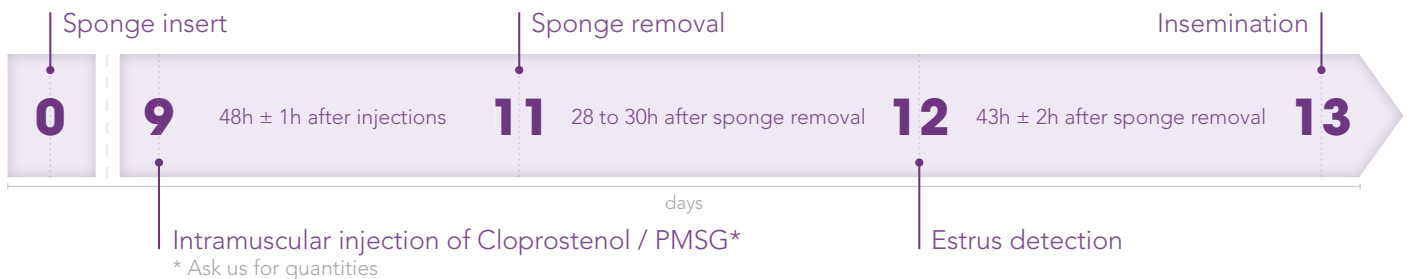 Sponge insert
Sponge removal
Insemination
0
9
48h ± 1h after injections
11
28 to 30h after sponge removal
12
43h ± 2h after sponge removal
13
days
Intramuscular injection of Cloprostenol / PMSG*
* Ask us for quantities
Estrus detection